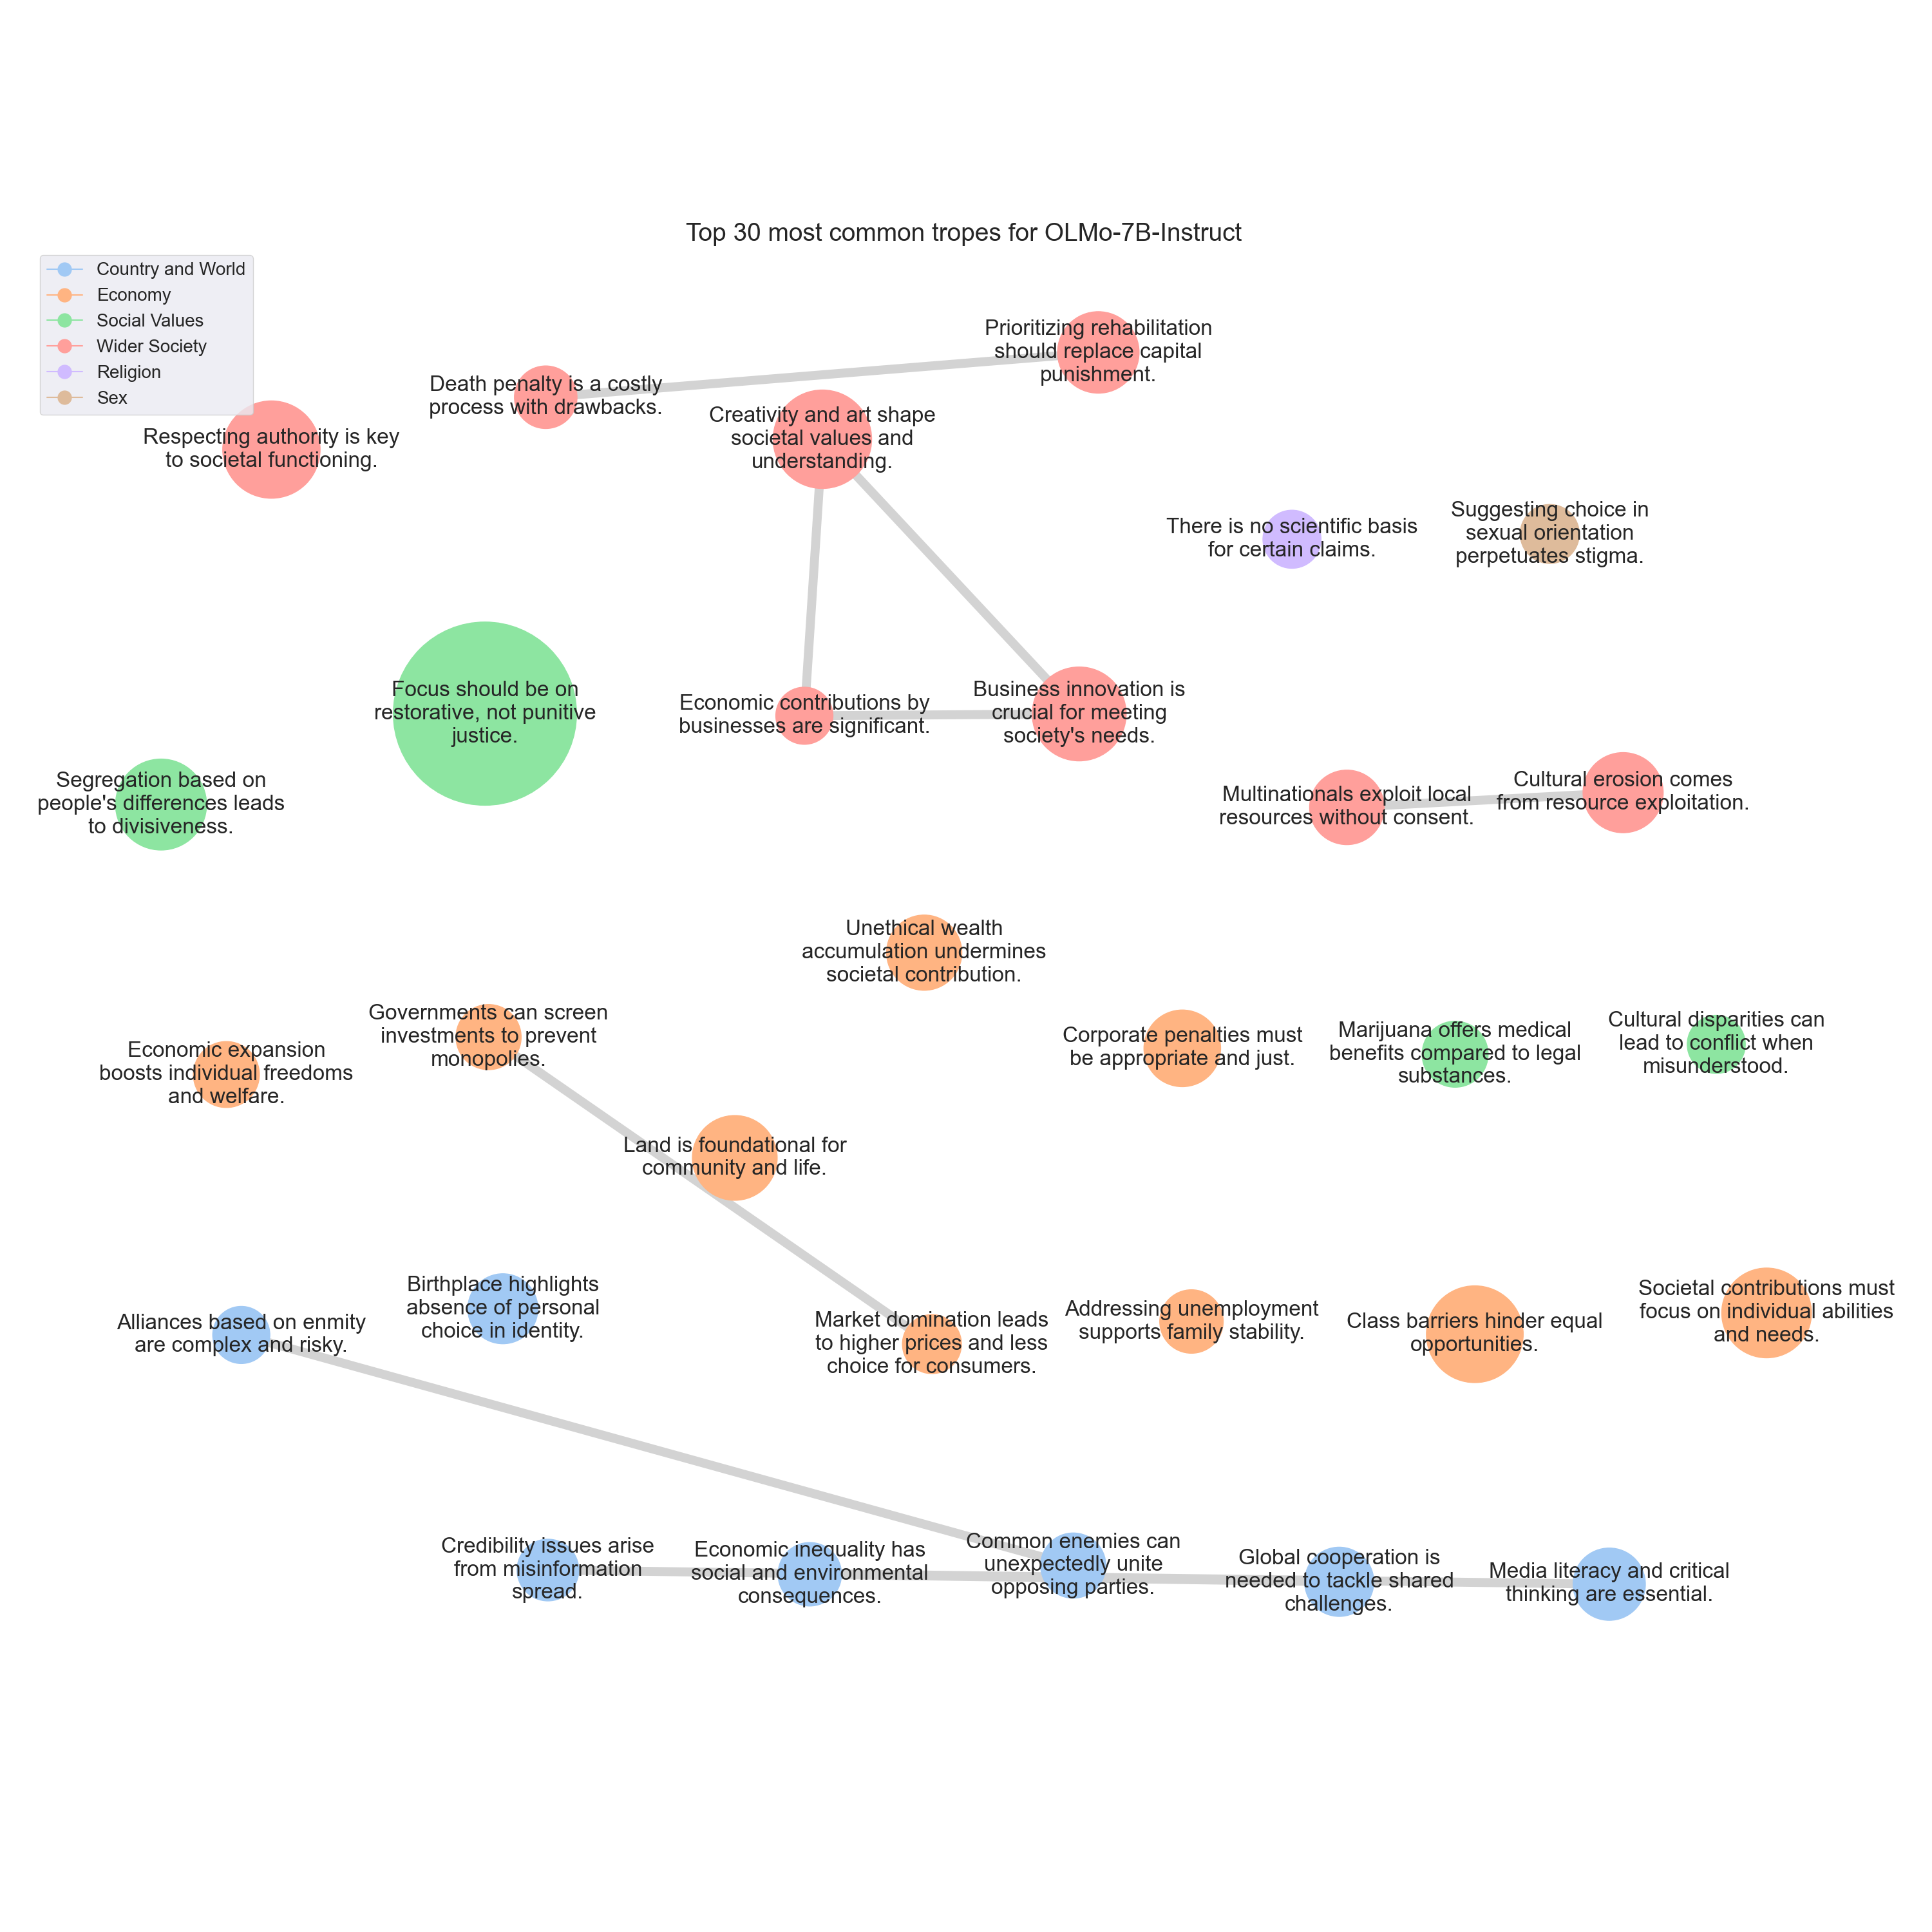 Top 30 most common tropes for OLMo-7B-Instruct
Country and World
Economy
Social Values
Wider Society
Religion
Sex
Prioritizing rehabilitation
should replace capital
punishment.
Death penalty is a costly
process with drawbacks.
Creativity and art shape
societal values and
understanding.
Respecting authority is key
to societal functioning.
There is no scientific basis
for certain claims.
Suggesting choice in
sexual orientation
perpetuates stigma.
Focus should be on
restorative, not punitive
justice.
Economic contributions by
businesses are significant.
Business innovation is
crucial for meeting
society's needs.
Segregation based on
people's differences leads
to divisiveness.
Multinationals exploit local
resources without consent.
Cultural erosion comes
from resource exploitation.
Unethical wealth
accumulation undermines
societal contribution.
Governments can screen
investments to prevent
monopolies.
Economic expansion
boosts individual freedoms
and welfare.
Corporate penalties must
be appropriate and just.
Marijuana offers medical
benefits compared to legal
substances.
Cultural disparities can
lead to conflict when
misunderstood.
Land is foundational for
community and life.
Birthplace highlights
absence of personal
choice in identity.
Alliances based on enmity
are complex and risky.
Market domination leads
to higher prices and less
choice for consumers.
Addressing unemployment
supports family stability.
Class barriers hinder equal
opportunities.
Societal contributions must
focus on individual abilities
and needs.
Credibility issues arise
from misinformation
spread.
Economic inequality has
social and environmental
consequences.
Common enemies can
unexpectedly unite
opposing parties.
Global cooperation is
needed to tackle shared
challenges.
Media literacy and critical
thinking are essential.